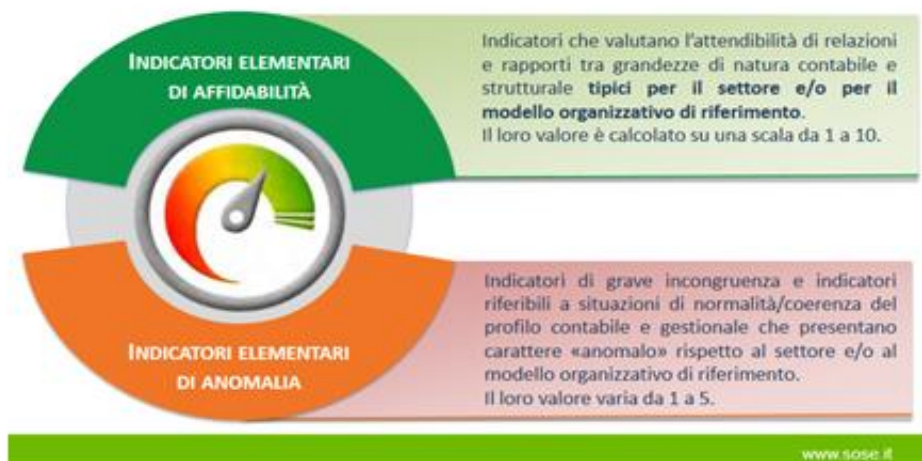 INDICATORI ELEMENTARI
DI AFFIDABILITÀ
Indicatori che valutano l'attendibilità di relazioni
e rapporti tra grandezze di natura contabile e
strutturale tipici per il settore e/o per il
modello organizzativo di riferimento.
Il loro valore è calcolato su una scala da 1 a 10.
INDICATORI ELEMENTARI
DI ANOMALIA
Indicatori di grave incongruenza e indicatori
riferibili a situazioni di normalità/coerenza del
profilo contabile e gestionale che presentano
carattere «anomalo» rispetto al settore e/o al
modello organizzativo di riferimento.
Il loro valore varia da 1 a 5.
www.sose.it